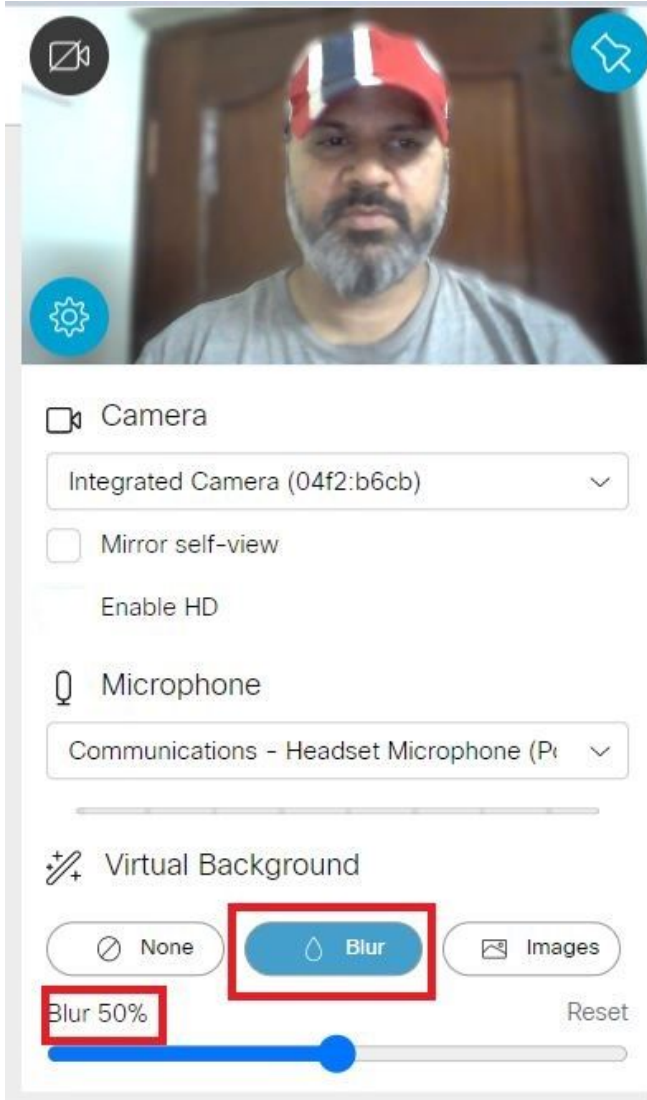 Camera
Integrated Camera (04f2:b6cb)
Mirror self-view
Enable HD
Microphone
Communications - Headset Microphone (Po
Virtual Background
None Blur Images
Blur 50% Reset